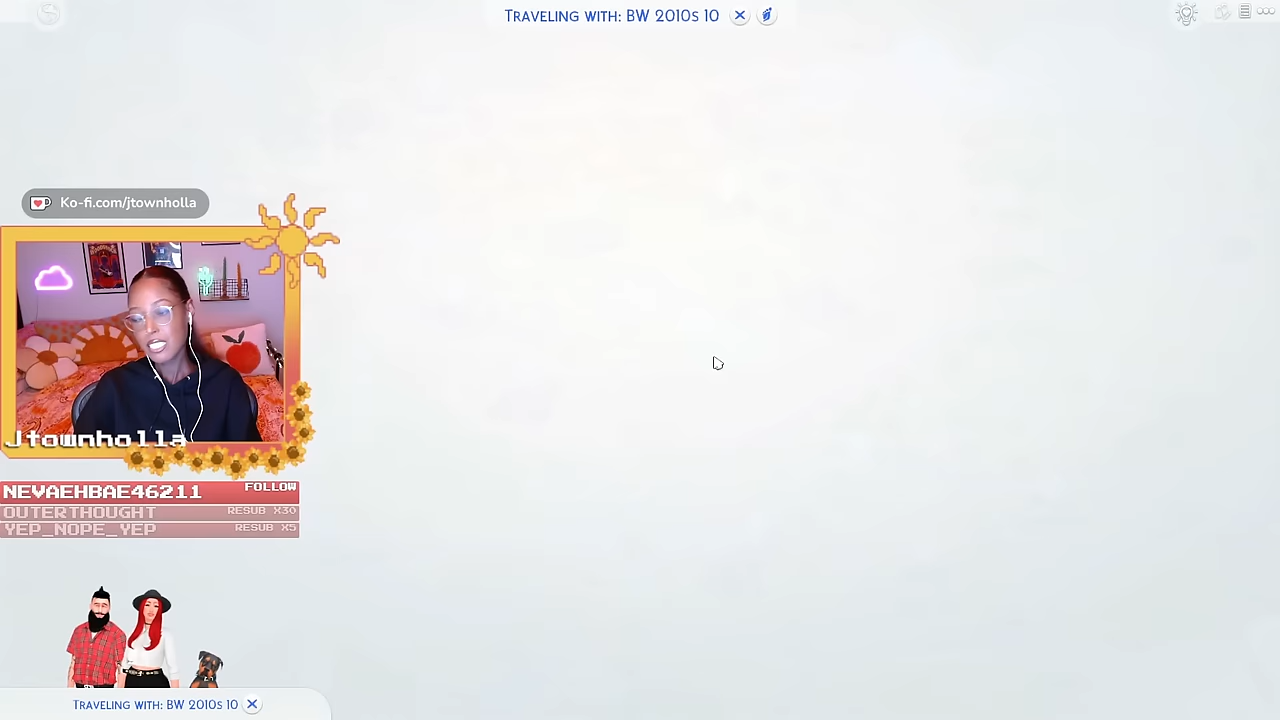 Traveling with: BW 2010s 10
Ko-fi.com/jtownholla
Jtownholla
NEVAEHBAE46211 FOLLOW
OUTERTHOUGHT RESUB X30
YEP_NOPE_YEP RESUB X5
Traveling with: BW 2010s 10